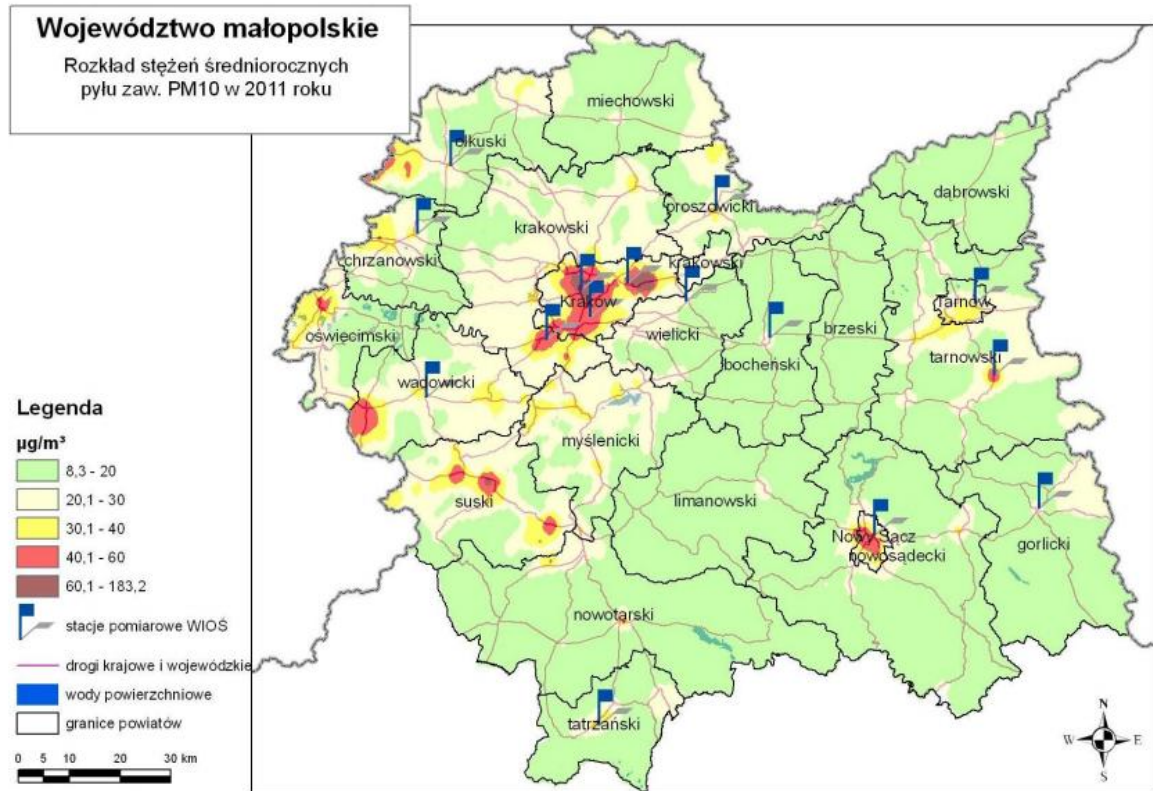 Województwo małopolskie
Rozkład stężeń średniorocznych
pyłu zaw. PM10 w 2011 roku
miechowski
olkuski
dąbrowski
proszowicki
krakowski
krakowski
chrzanowski
Kraków
Tarnów
oświęcimski
wielicki
brzeski
bocheński
tarnowski
wadowicki
myślenicki
suski
limanowski
Nowy Sącz
nowosądecki
gorlicki
nowotarski
tatrzański
Legenda
µg/m³
8,3 - 20
20,1 - 30
30,1 - 40
40,1 - 60
60,1 - 183,2
stacje pomiarowe WIOŚ
drogi krajowe i wojewódzkie
wody powierzchniowe
granice powiatów
0 5 10 20 30 km
N
W E
S